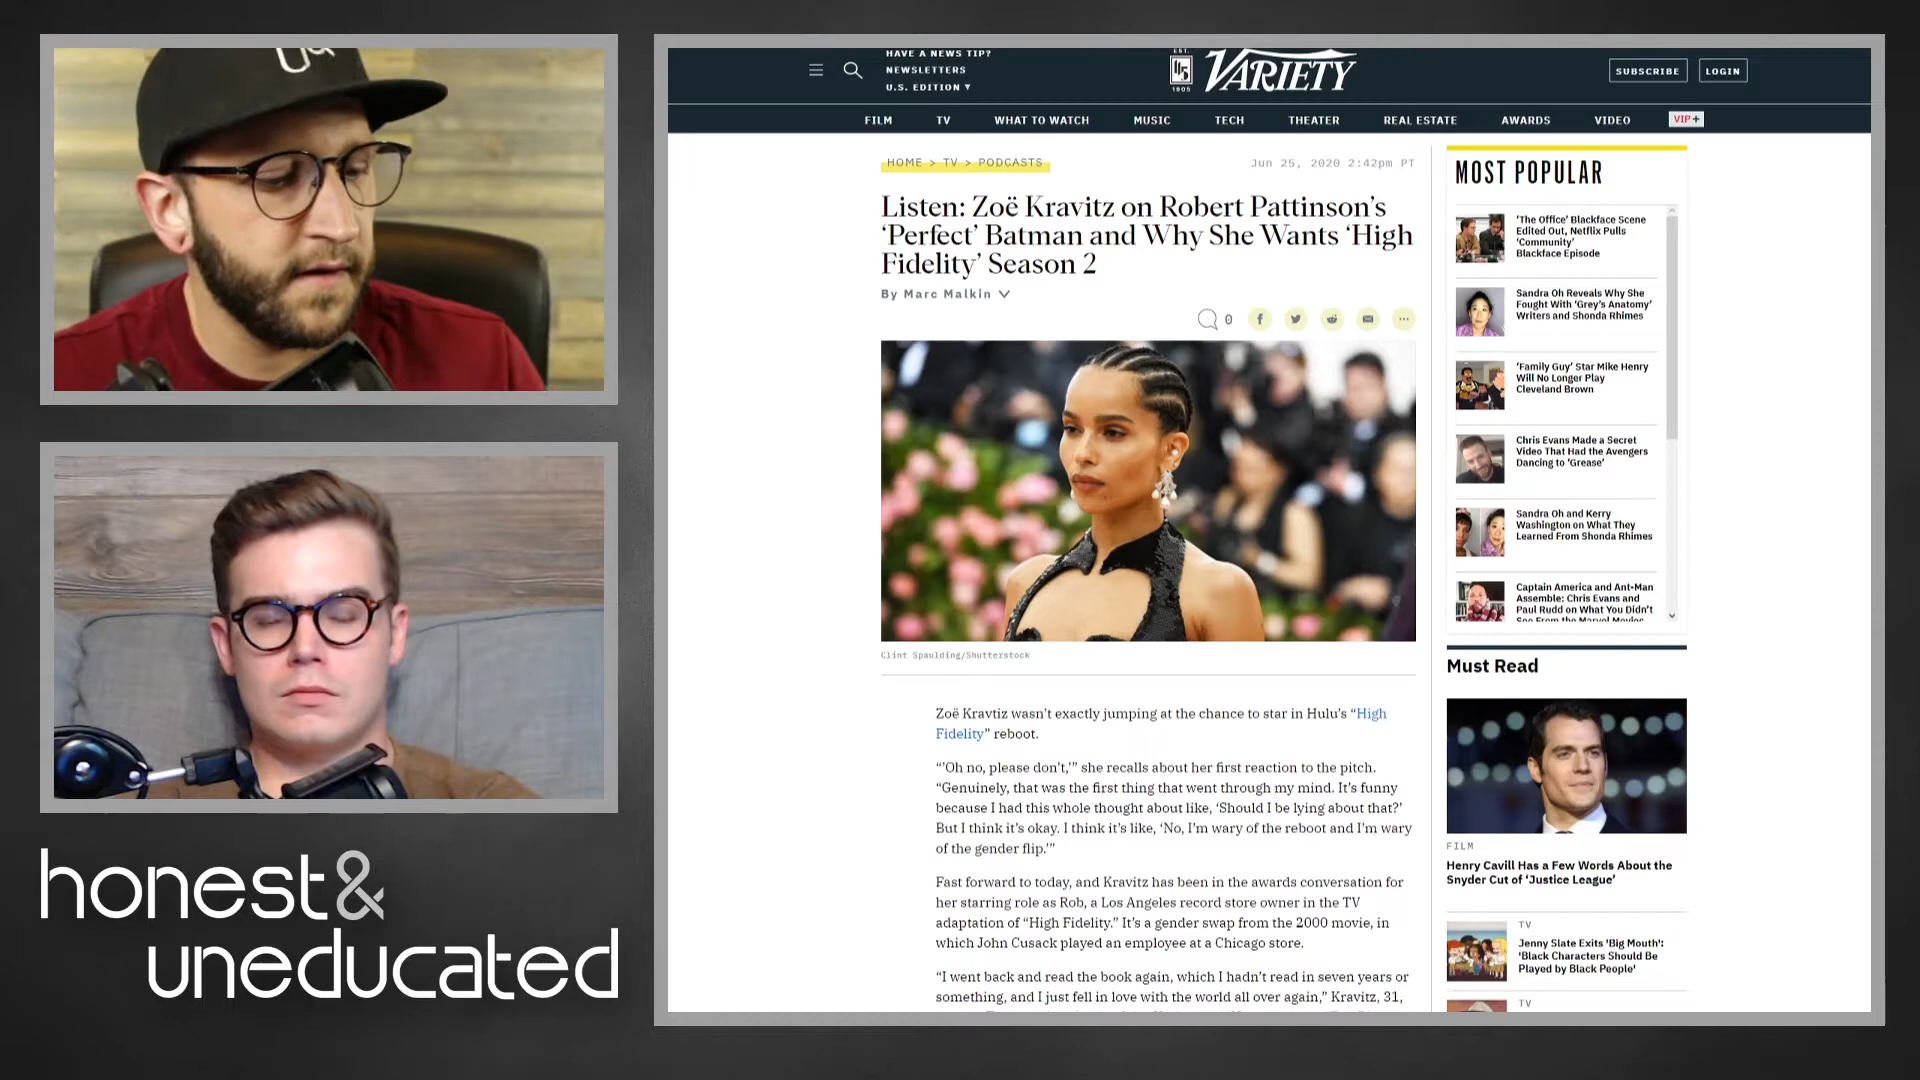 honest&
uneducated
HAVE A NEWS TIP?
NEWSLETTERS
U.S. EDITION ▾
EST.
1905
VARIETY
SUBSCRIBE
LOGIN
FILM
TV
WHAT TO WATCH
MUSIC
TECH
THEATER
REAL ESTATE
AWARDS
VIDEO
VIP+
HOME > TV > PODCASTS
Jun 25, 2020 2:42pm PT
Listen: Zoë Kravitz on Robert Pattinson’s
‘Perfect’ Batman and Why She Wants ‘High
Fidelity’ Season 2
By Marc Malkin
0
Clint Spaulding/Shutterstock
Zoë Kravtiz wasn’t exactly jumping at the chance to star in Hulu’s “High
Fidelity” reboot.
“’Oh no, please don’t,’” she recalls about her first reaction to the pitch.
“Genuinely, that was the first thing that went through my mind. It’s funny
because I had this whole thought about like, ‘Should I be lying about that?’
But I think it’s okay. I think it’s like, ‘No, I’m wary of the reboot and I’m wary
of the gender flip.’”
Fast forward to today, and Kravitz has been in the awards conversation for
her starring role as Rob, a Los Angeles record store owner in the TV
adaptation of “High Fidelity.” It’s a gender swap from the 2000 movie, in
which John Cusack played an employee at a Chicago store.
“I went back and read the book again, which I hadn’t read in seven years or
something, and I just fell in love with the world all over again,” Kravitz, 31,
MOST POPULAR
‘The Office’ Blackface Scene
Edited Out, Netflix Pulls
‘Community’
Blackface Episode
Sandra Oh Reveals Why She
Fought With ‘Grey’s Anatomy’
Writers and Shonda Rhimes
‘Family Guy’ Star Mike Henry
Will No Longer Play
Cleveland Brown
Chris Evans Made a Secret
Video That Had the Avengers
Dancing to ‘Grease’
Sandra Oh and Kerry
Washington on What They
Learned From Shonda Rhimes
Captain America and Ant-Man
Assemble: Chris Evans and
Paul Rudd on What You Didn’t
See From the Marvel Movies
Must Read
FILM
Henry Cavill Has a Few Words About the
Snyder Cut of ‘Justice League’
TV
Jenny Slate Exits 'Big Mouth':
'Black Characters Should Be
Played by Black People'
TV